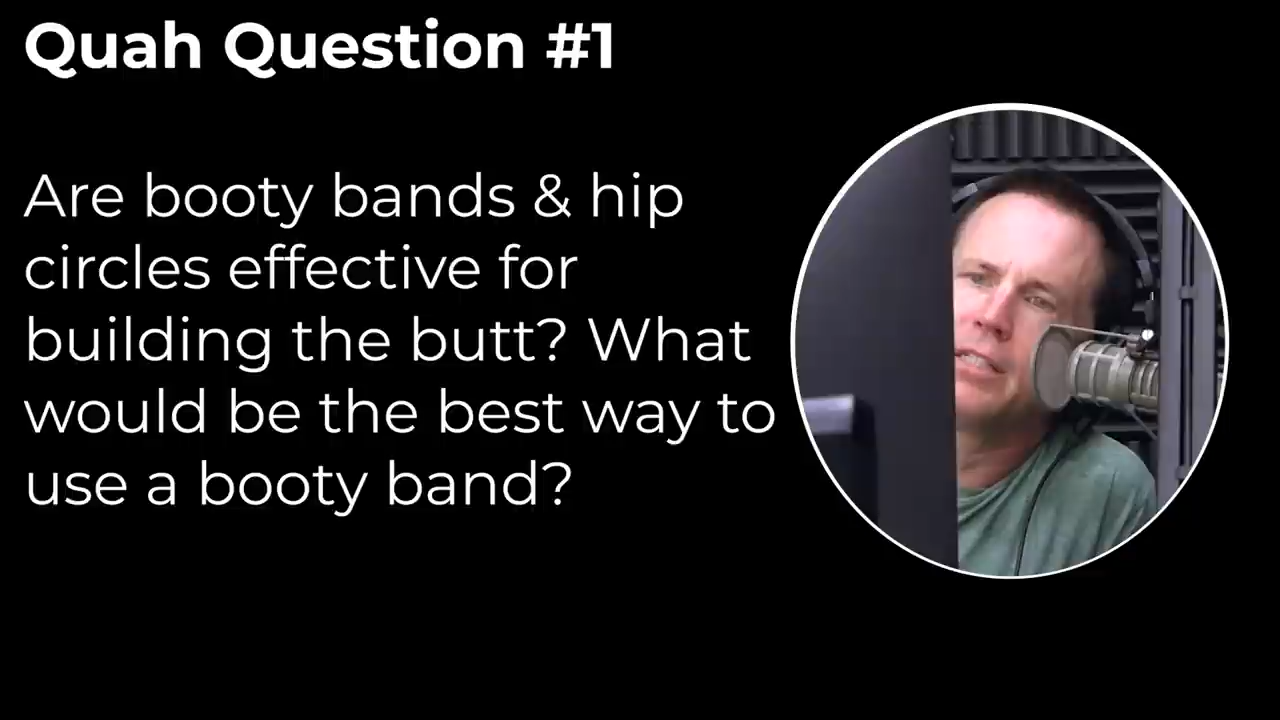 Quah Question #1
Are booty bands & hip
circles effective for
building the butt? What
would be the best way to
use a booty band?